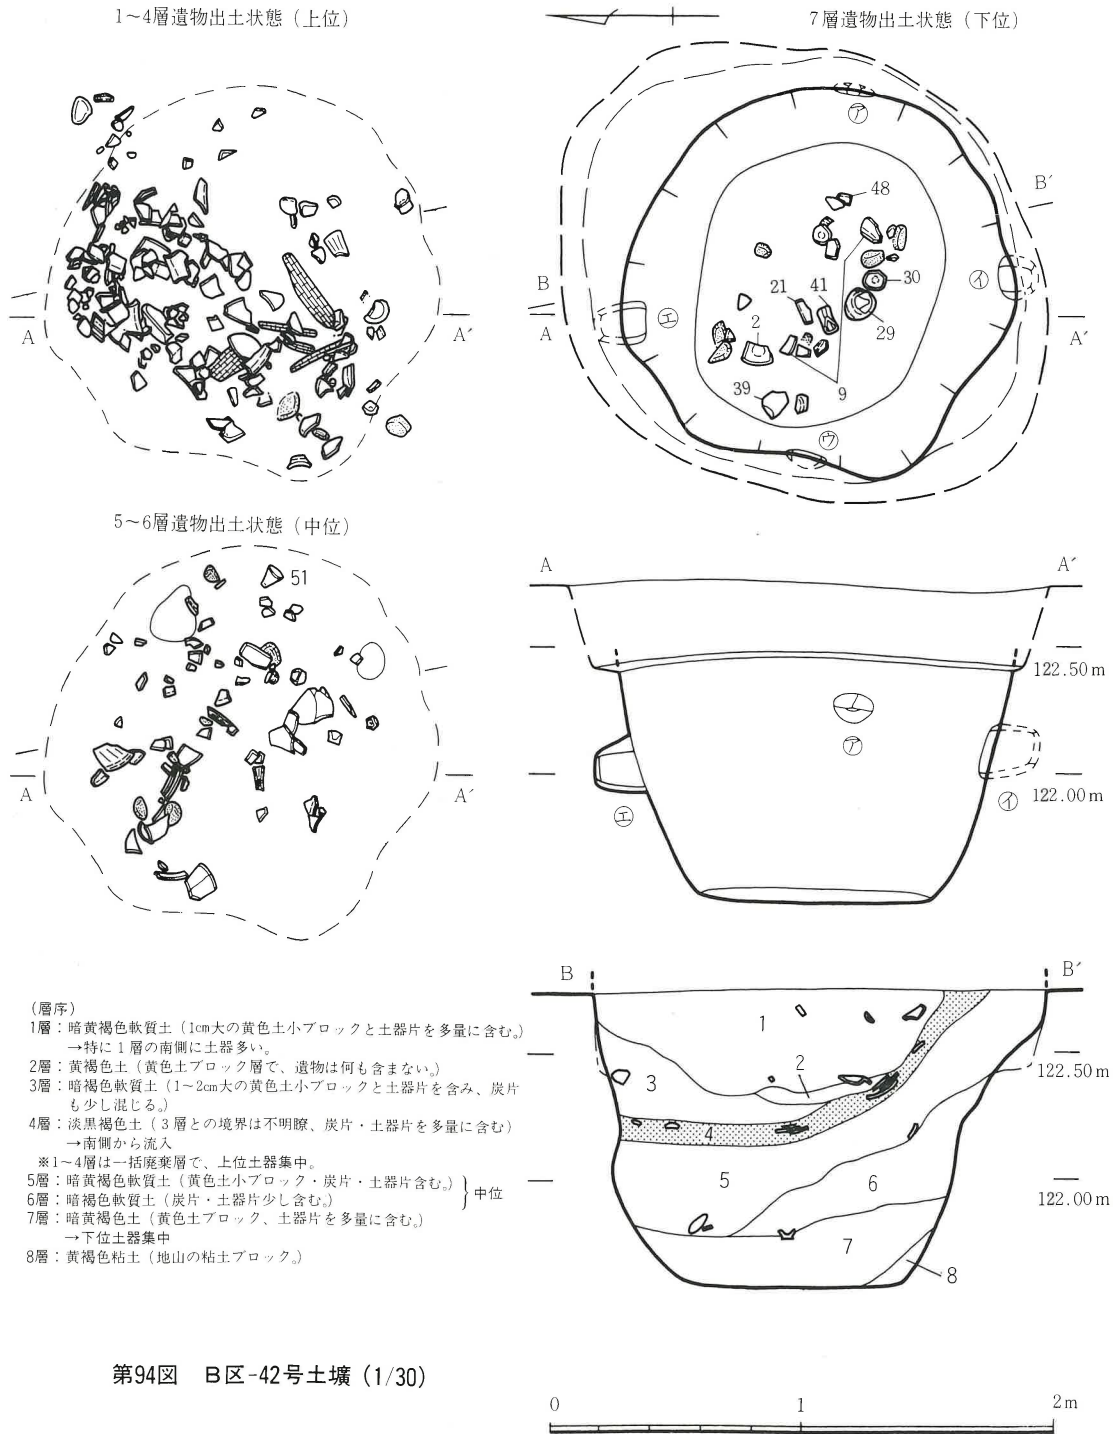 1~4層遺物出土状態(上位)
A
A′
7層遺物出土状態(下位)
㋐
48
B′
B
A
㋓
21
41
30
㋑
A′
2
29
9
39
㋒
5~6層遺物出土状態(中位)
51
A
A′
A
A′
122.50m
㋐
122.00m
㋓
㋑
B
B′
1
2
3
4
122.50m
5
6
122.00m
7
8
(層序)
1層:暗黄褐色軟質土(1cm大の黄色土小ブロックと土器片を多量に含む。)
→特に1層の南側に土器多い。
2層:黄褐色土(黄色土ブロック層で、遺物は何も含まない。)
3層:暗褐色軟質土(1~2cm大の黄色土小ブロックと土器片を含み、炭片
も少し混じる。)
4層:淡黒褐色土(3層との境界は不明瞭、炭片・土器片を多量に含む)
→南側から流入
※1~4層は一括廃棄層で、上位土器集中。
5層:暗黄褐色軟質土(黄色土小ブロック・炭片・土器片含む。)
6層:暗褐色軟質土(炭片・土器片少し含む。)
}中位
7層:暗黄褐色土(黄色土ブロック、土器片を多量に含む。)
→下位土器集中
8層:黄褐色粘土(地山の粘土ブロック。)
第94図 B区-42号土壙(1/30)
0 1 2m